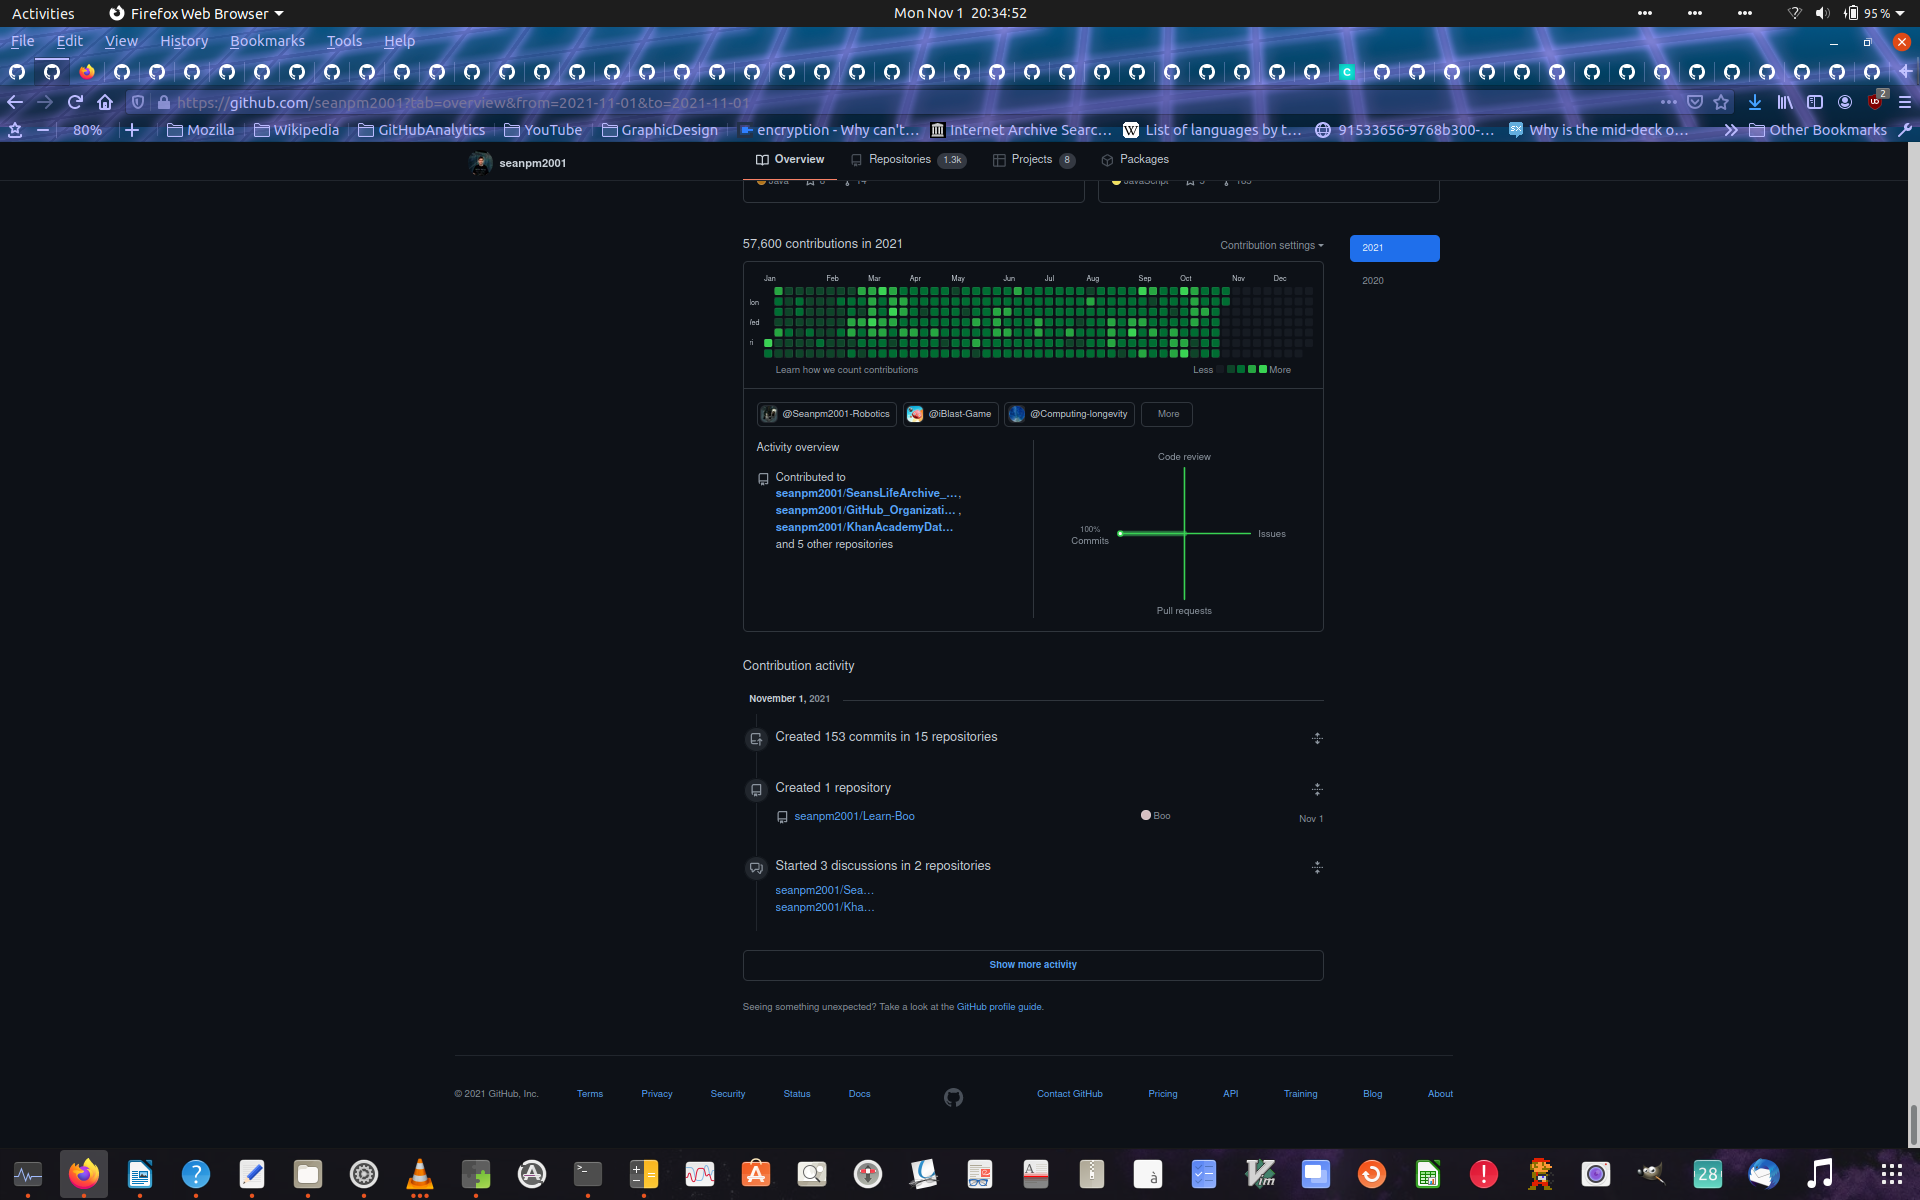 Activities Firefox Web Browser Mon Nov 1 20:34:52 95 %
File Edit View History Bookmarks Tools Help
https://github.com/seanpm2001?tab=overview&from=2021-11-01&to=2021-11-01 2
80% Mozilla Wikipedia GitHubAnalytics YouTube GraphicDesign encryption - Why can't… Internet Archive Searc… List of languages by t… 91533656-9768b300-… Why is the mid-deck o… Other Bookmarks
seanpm2001 Overview Repositories 1.3k Projects 8 Packages
Java 14 JavaScript
57,600 contributions in 2021 Contribution settings 2021
2020
Jan Feb Mar Apr May Jun Jul Aug Sep Oct Nov Dec
Learn how we count contributions Less More
@Seanpm2001-Robotics @iBlast-Game @Computing-longevity More
Activity overview
Contributed to
seanpm2001/SeansLifeArchive_… ,
seanpm2001/GitHub_Organizati… ,
seanpm2001/KhanAcademyDat…
and 5 other repositories
Code review
100%
Commits
Issues
Pull requests
Contribution activity
November 1, 2021
Created 153 commits in 15 repositories
Created 1 repository
seanpm2001/Learn-Boo Boo Nov 1
Started 3 discussions in 2 repositories
seanpm2001/Sea…
seanpm2001/Kha…
Show more activity
Seeing something unexpected? Take a look at the GitHub profile guide.
© 2021 GitHub, Inc. Terms Privacy Security Status Docs Contact GitHub Pricing API Training Blog About
28